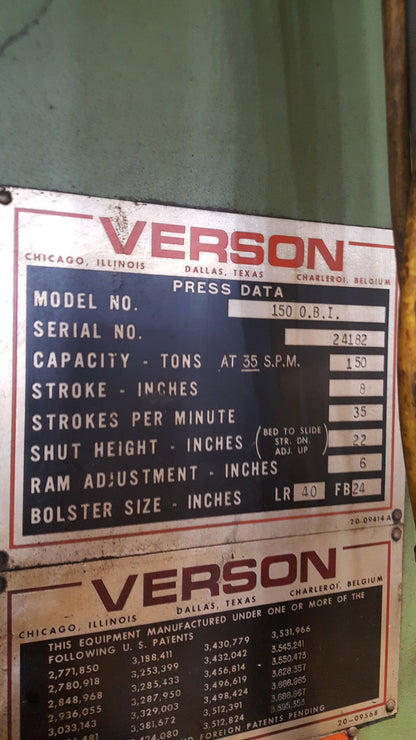 VERSON
CHICAGO, ILLINOIS DALLAS, TEXAS CHARLEROI, BELGIUM
PRESS DATA
MODEL NO. 150 O.B.I.
SERIAL NO. 24182
CAPACITY - TONS AT 35 S.P.M. 150
STROKE - INCHES 8
STROKES PER MINUTE 35
SHUT HEIGHT - INCHES (BED TO SLIDE STR. DN. ADJ. UP) 22
RAM ADJUSTMENT - INCHES 6
BOLSTER SIZE - INCHES LR 40 FB 24
20-09414A
VERSON
CHICAGO, ILLINOIS DALLAS, TEXAS CHARLEROI, BELGIUM
THIS EQUIPMENT MANUFACTURED UNDER ONE OR MORE OF THE
FOLLOWING U. S. PATENTS
2,771,850 3,188,411 3,430,779 3,531,966
2,780,918 3,253,399 3,432,042 3,545,241
2,848,968 3,285,433 3,456,814 3,550,473
2,936,055 3,287,950 3,496,619 3,628,357
3,033,143 3,329,003 3,498,424
3,381,672 3,512,391
3,512,824
FOREIGN PATENTS PENDING
20-09568